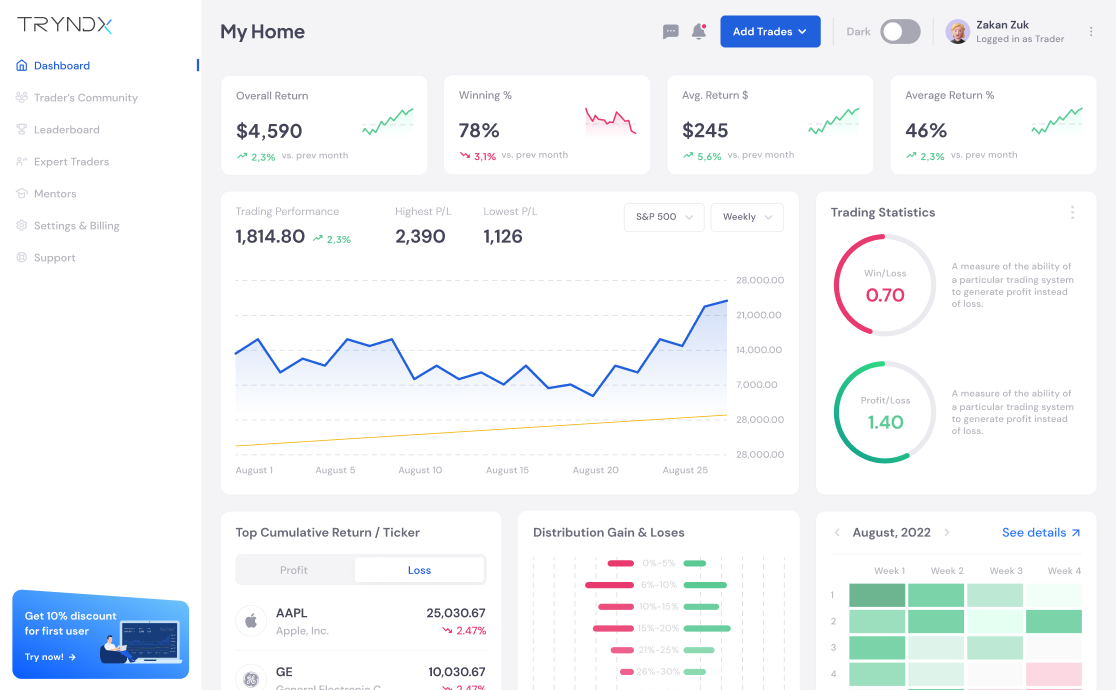 TRYNDX
Dashboard
Trader's Community
Leaderboard
Expert Traders
Mentors
Settings & Billing
Support
Get 10% discount
for first user
Try now! →
My Home
Add Trades
Dark
Zakan Zuk
Logged in as Trader
Overall Return
$4,590
2,3% vs. prev month
Winning %
78%
3,1% vs. prev month
Avg. Return $
$245
5,6% vs. prev month
Average Return %
46%
2,3% vs. prev month
Trading Performance
1,814.80 2,3%
Highest P/L
2,390
Lowest P/L
1,126
S&P 500
Weekly
28,000.00
21,000.00
14,000.00
7,000.00
28,000.00
28,000.00
August 1 August 5 August 10 August 15 August 20 August 25
Trading Statistics
Win/Loss
0.70
A measure of the ability of
a particular trading system
to generate profit instead
of loss.
Profit/Loss
1.40
A measure of the ability of
a particular trading system
to generate profit instead
of loss.
Top Cumulative Return / Ticker
Profit Loss
AAPL 25,030.67
Apple, Inc. 2.47%
GE 10,030.67
General Electronic C 2.47%
Distribution Gain & Loses
0%-5%
6%-10%
10%-15%
15%-20%
21%-25%
26%-30%
August, 2022
See details
Week 1 Week 2 Week 3 Week 4
1
2
3
4